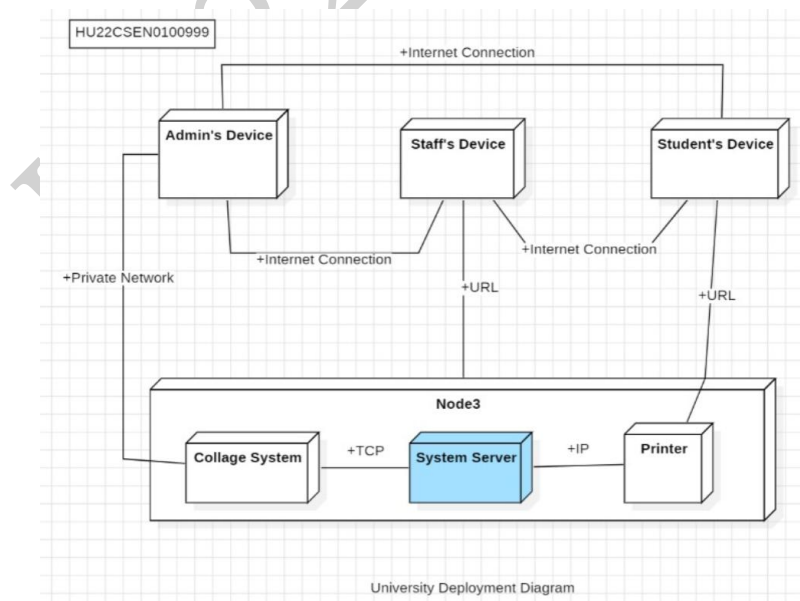 HU22CSEN0100999
+Internet Connection
Admin's Device
Staff's Device
Student's Device
+Internet Connection
+Internet Connection
+Private Network
+URL
+URL
Node3
Collage System
+TCP
System Server
+IP
Printer
University Deployment Diagram